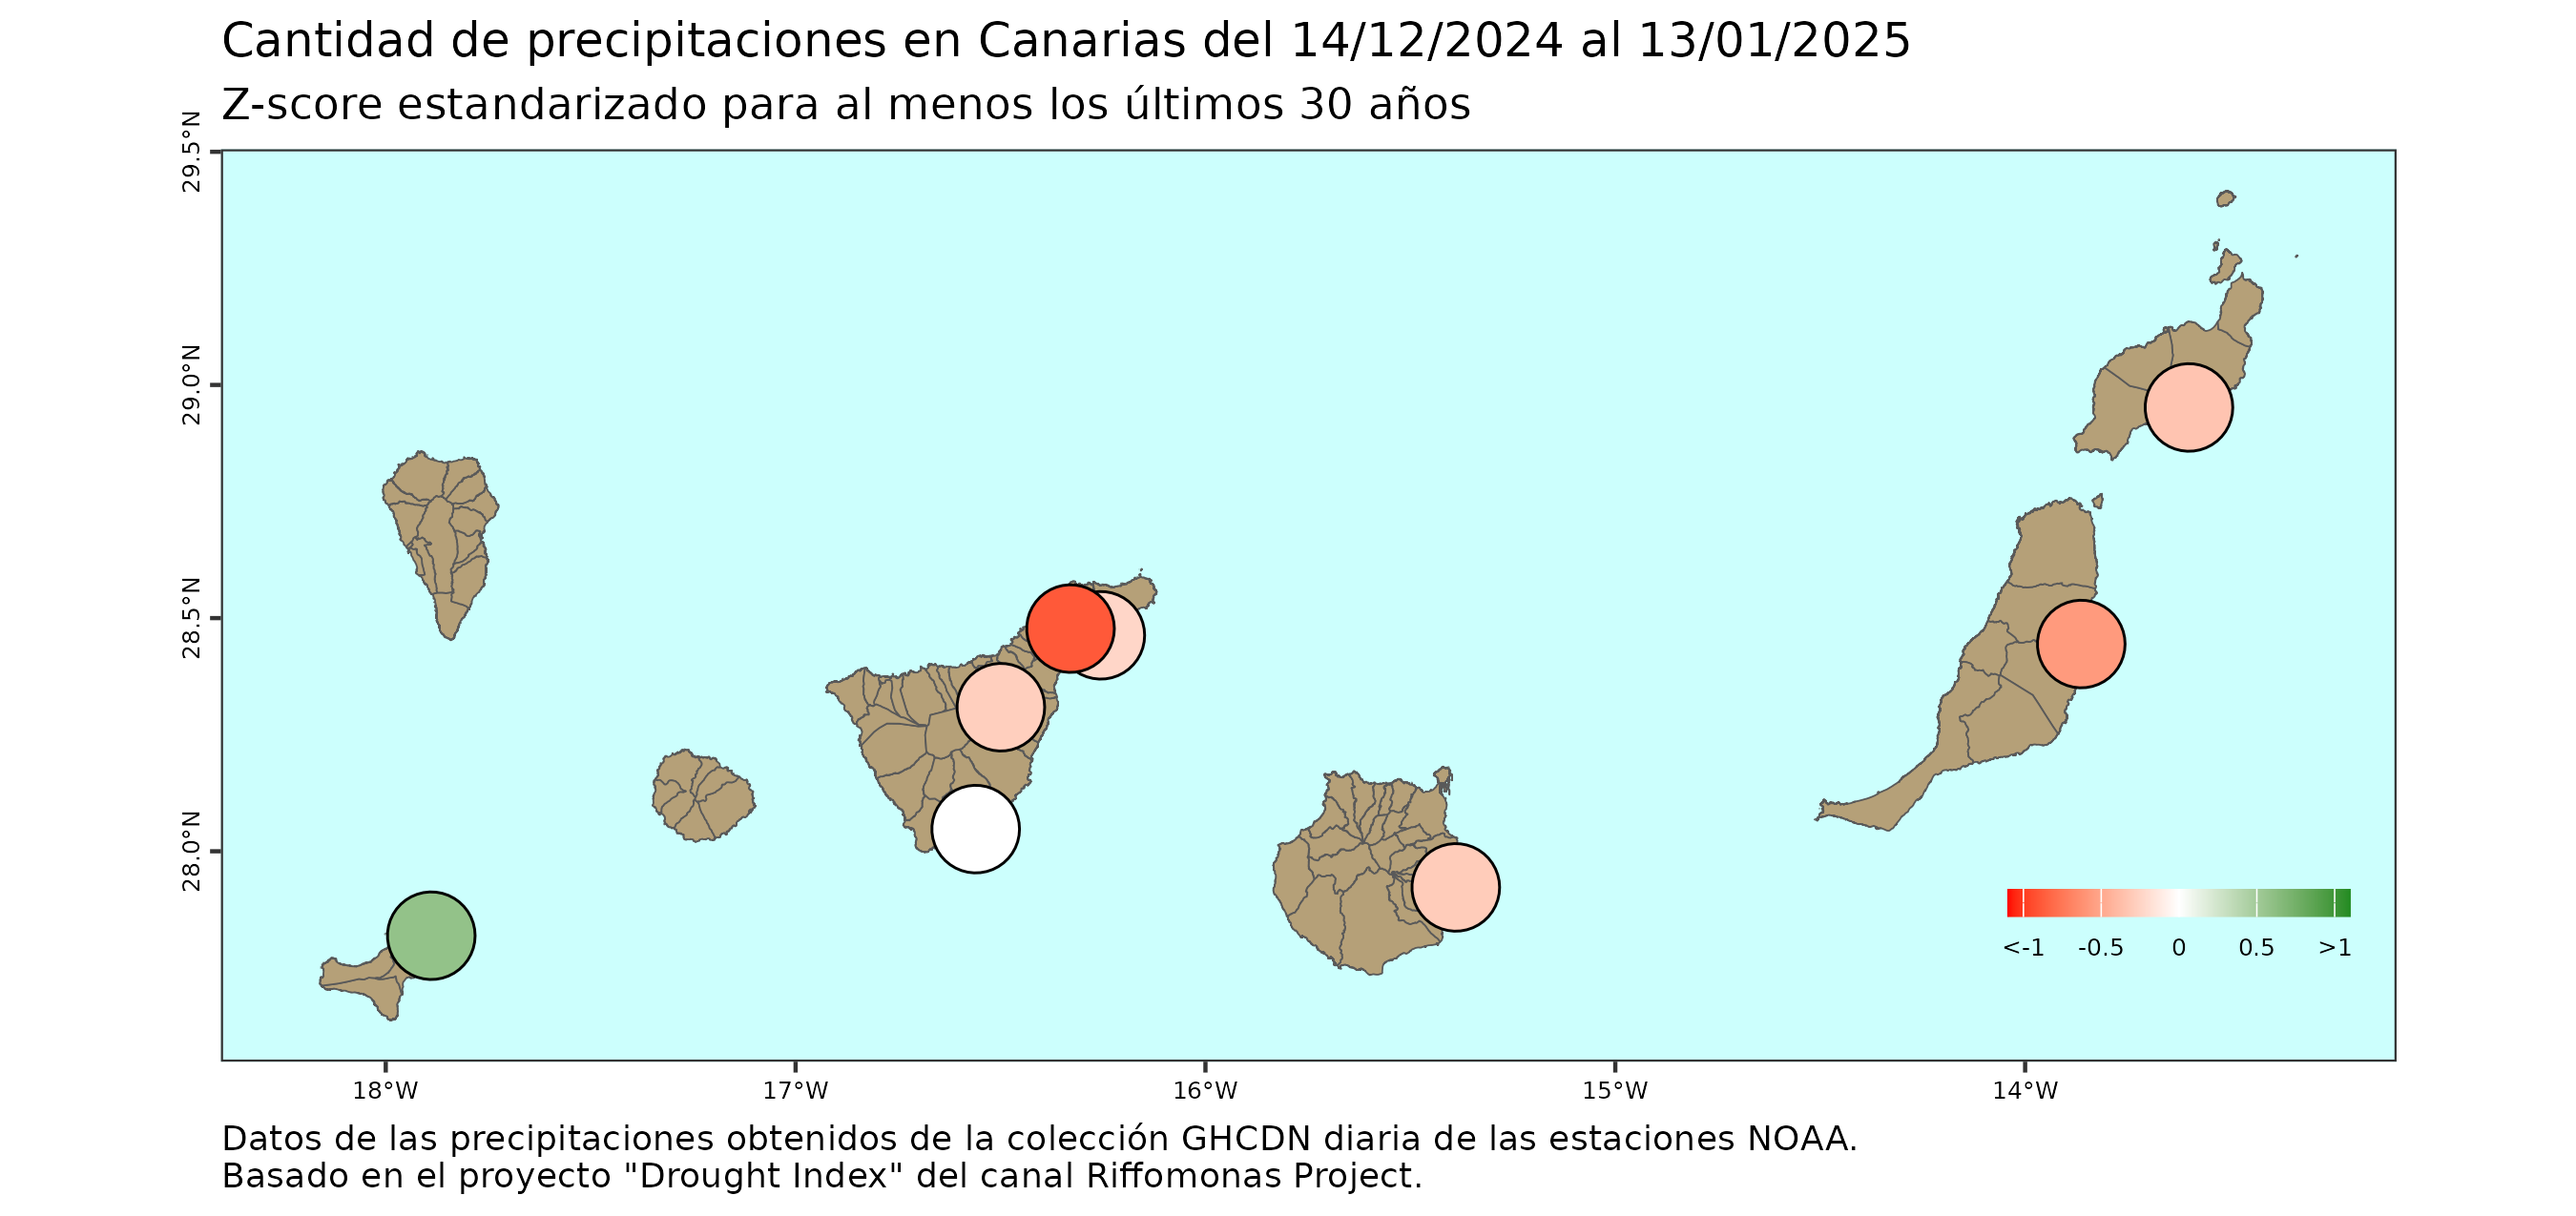 Cantidad de precipitaciones en Canarias del 14/12/2024 al 13/01/2025
Z-score estandarizado para al menos los últimos 30 años
29.5°N
29.0°N
28.5°N
28.0°N
<-1 -0.5 0 0.5 >1
18°W 17°W 16°W 15°W 14°W
Datos de las precipitaciones obtenidos de la colección GHCDN diaria de las estaciones NOAA.
Basado en el proyecto "Drought Index" del canal Riffomonas Project.